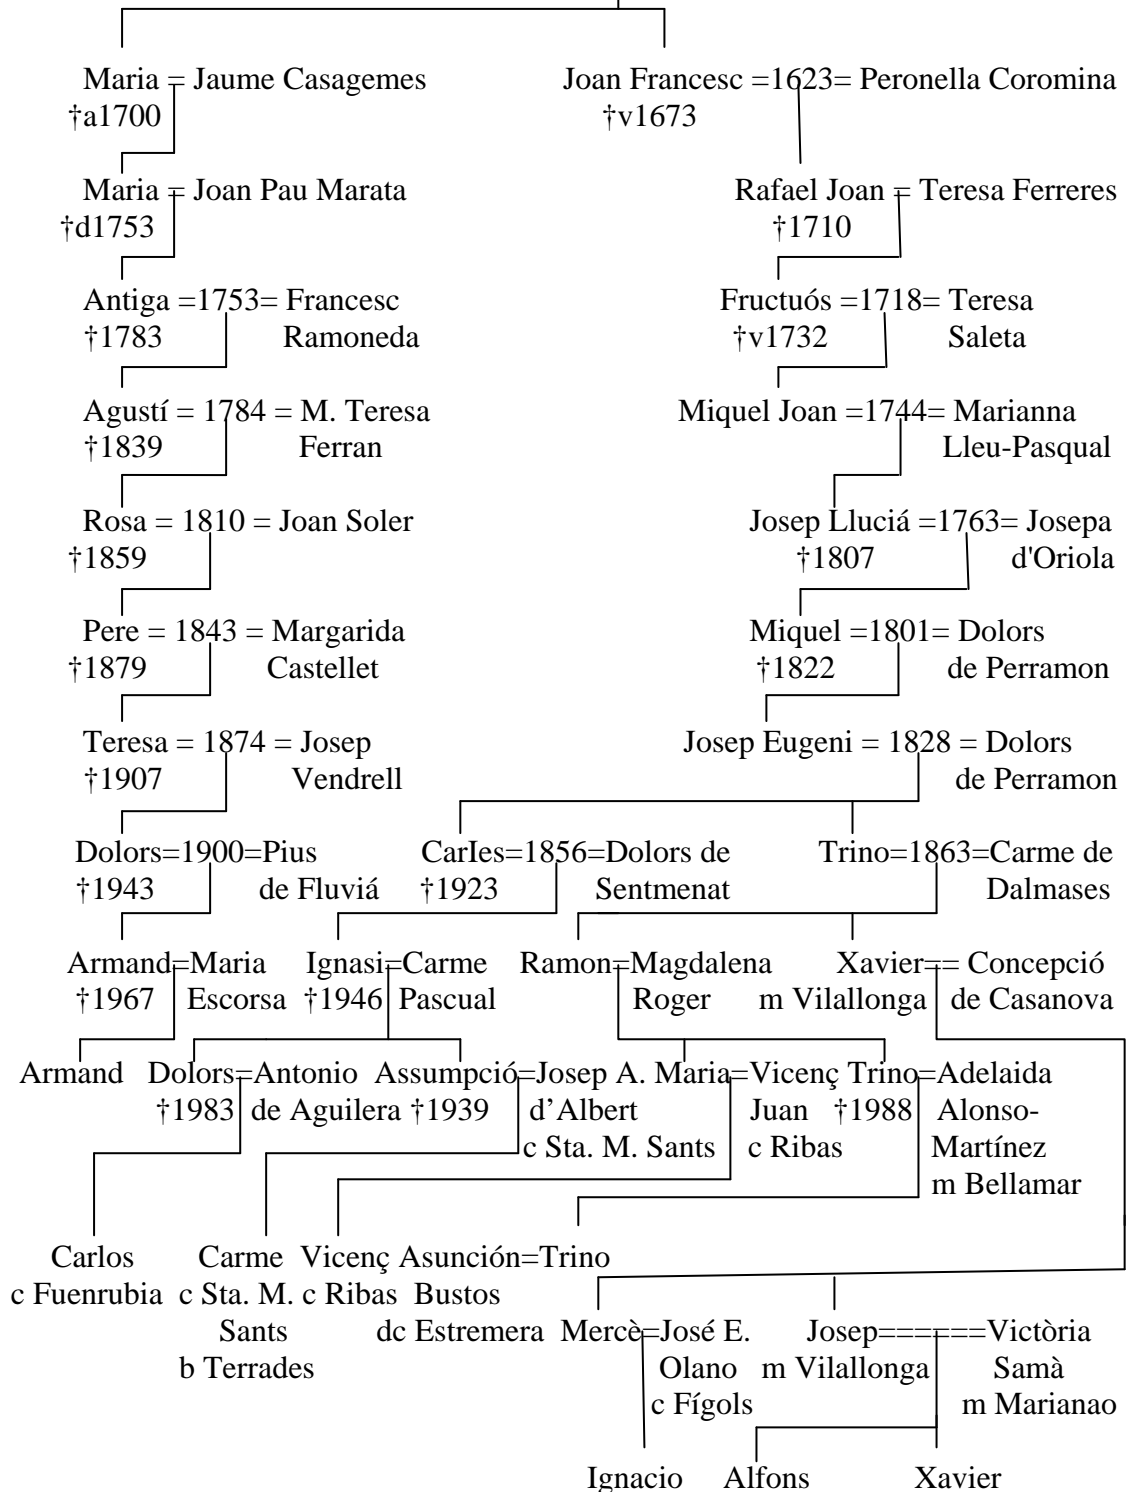 Maria = Jaume Casagemes Joan Francesc =1623= Peronella Coromina
†a1700 †v1673
Maria = Joan Pau Marata Rafael Joan = Teresa Ferreres
†d1753 †1710
Antiga =1753= Francesc Fructuós =1718= Teresa
†1783 Ramoneda †v1732 Saleta
Agustí = 1784 = M. Teresa Miquel Joan =1744= Marianna
†1839 Ferran Lleu-Pasqual
Rosa = 1810 = Joan Soler Josep Lluciá =1763= Josepa
†1859 †1807 d'Oriola
Pere = 1843 = Margarida Miquel =1801= Dolors
†1879 Castellet †1822 de Perramon
Teresa = 1874 = Josep Josep Eugeni = 1828 = Dolors
†1907 Vendrell de Perramon
Dolors=1900=Pius CarIes=1856=Dolors de Trino=1863=Carme de
†1943 de Fluviá †1923 Sentmenat Dalmases
Armand=Maria Ignasi=Carme Ramon=Magdalena Xavier== Concepció
†1967 Escorsa †1946 Pascual Roger m Vilallonga de Casanova
Armand Dolors=Antonio Assumpció=Josep A. Maria=Vicenç Trino=Adelaida
†1983 de Aguilera †1939 d’Albert Juan †1988 Alonso-
c Sta. M. Sants c Ribas Martínez
m Bellamar
Carlos Carme Vicenç Asunción=Trino
c Fuenrubia c Sta. M. c Ribas Bustos
Sants dc Estremera Mercè=José E. Josep======Victòria
b Terrades Olano m Vilallonga Samà
c Fígols m Marianao
Ignacio Alfons Xavier